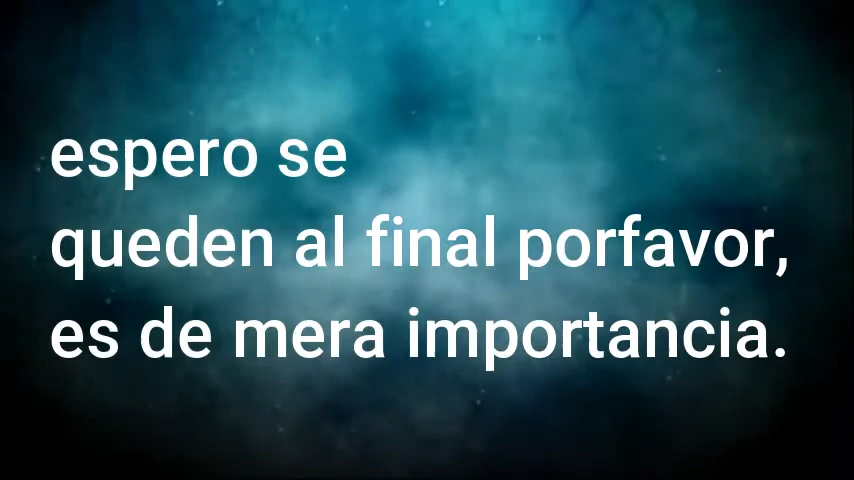 espero se
queden al final porfavor,
es de mera importancia.